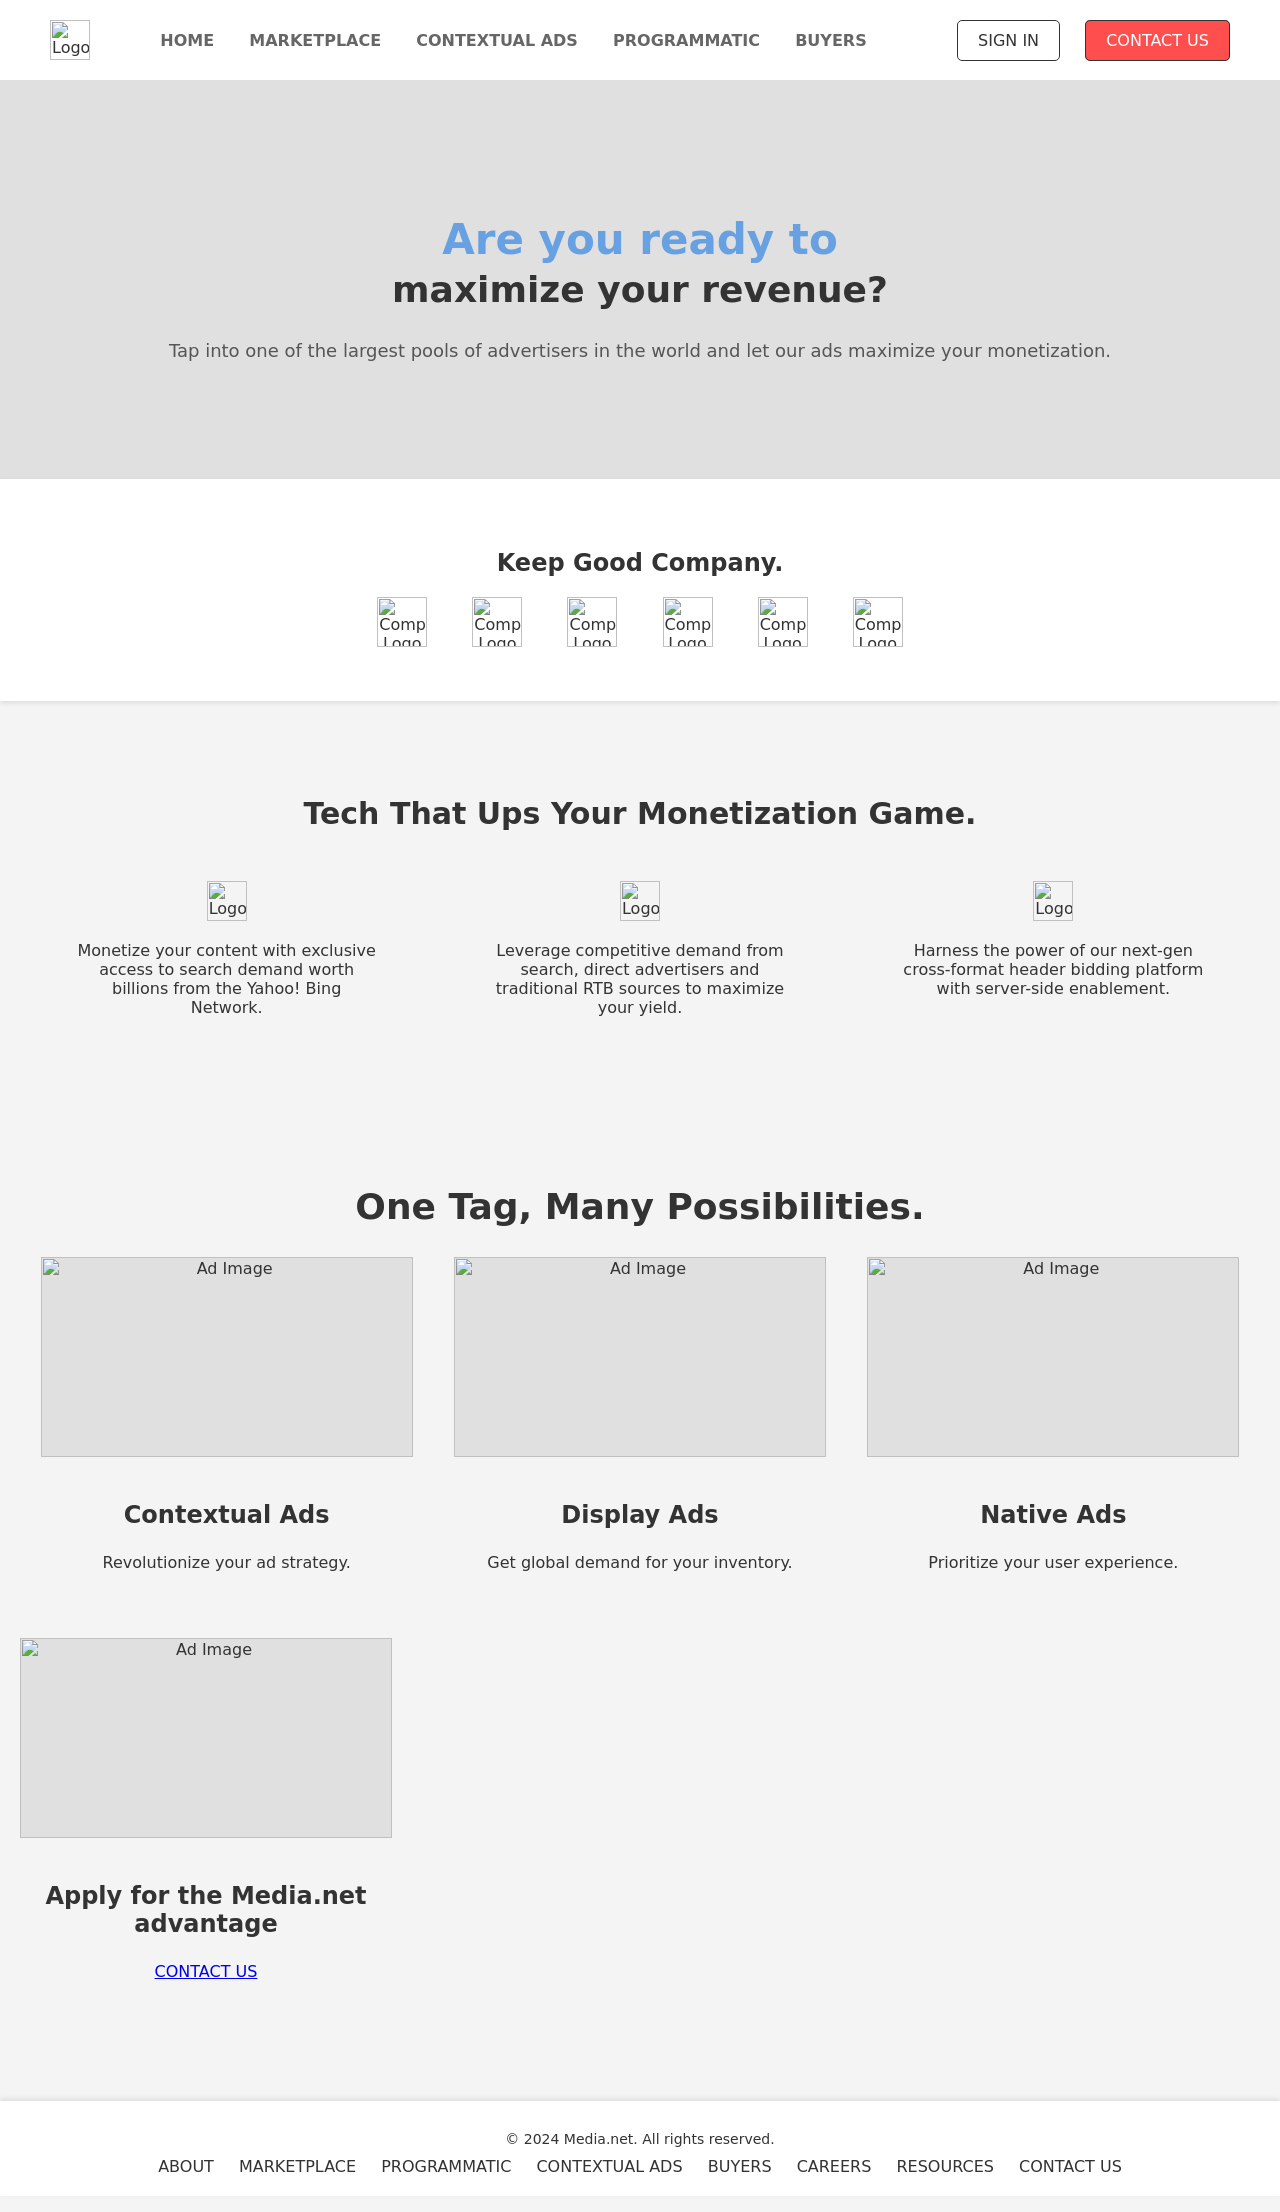 Logo
HOME
MARKETPLACE
CONTEXTUAL ADS
PROGRAMMATIC
BUYERS
SIGN IN
CONTACT US
Are you ready to
maximize your revenue?
Tap into one of the largest pools of advertisers in the world and let our ads maximize your monetization.
Keep Good Company.
Comp
Logo
Comp
Logo
Comp
Logo
Comp
Logo
Comp
Logo
Comp
Logo
Tech That Ups Your Monetization Game.
Logo
Monetize your content with exclusive
access to search demand worth
billions from the Yahoo! Bing
Network.
Logo
Leverage competitive demand from
search, direct advertisers and
traditional RTB sources to maximize
your yield.
Logo
Harness the power of our next-gen
cross-format header bidding platform
with server-side enablement.
One Tag, Many Possibilities.
Ad Image
Contextual Ads
Revolutionize your ad strategy.
Ad Image
Display Ads
Get global demand for your inventory.
Ad Image
Native Ads
Prioritize your user experience.
Ad Image
Apply for the Media.net
advantage
CONTACT US
© 2024 Media.net. All rights reserved.
ABOUT
MARKETPLACE
PROGRAMMATIC
CONTEXTUAL ADS
BUYERS
CAREERS
RESOURCES
CONTACT US